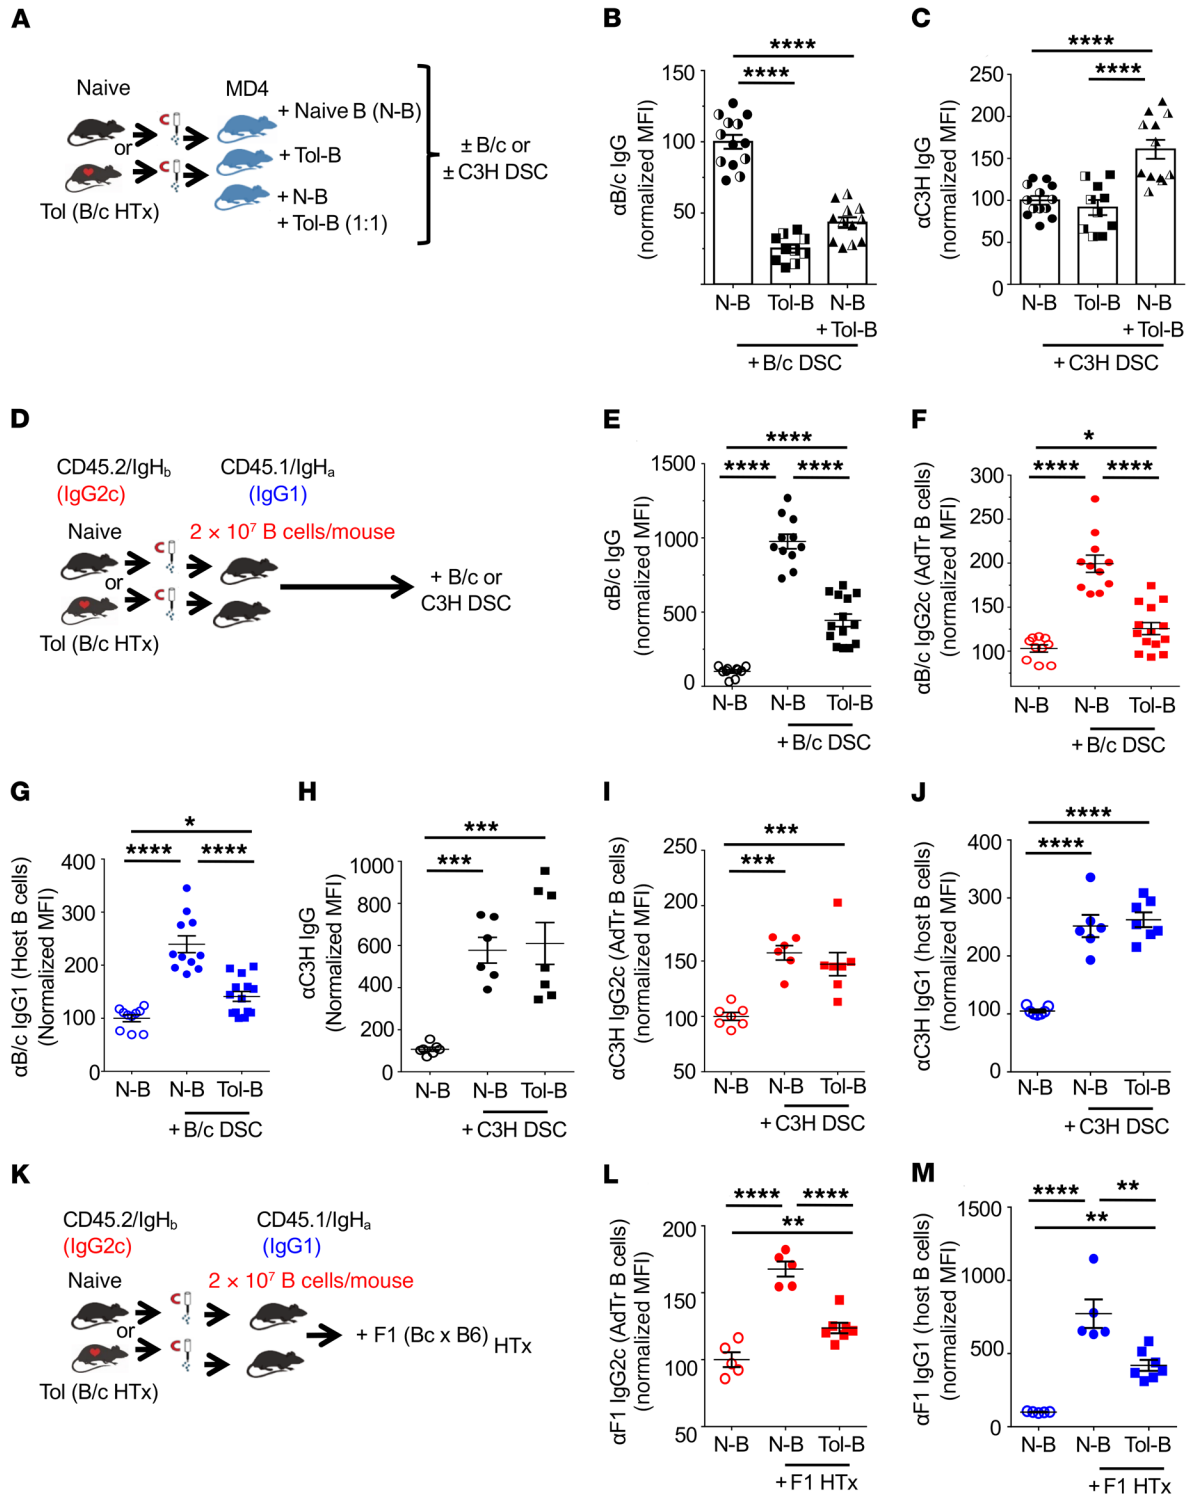 A
Naive
MD4
+ Naive B (N-B)
or
+ Tol-B
+ N-B
Tol (B/c HTx)
+ Tol-B (1:1)
± B/c or
± C3H DSC
B
****
****
αB/c IgG
(normalized MFI)
150
100
50
N-B
Tol-B
N-B
+ Tol-B
+ B/c DSC
C
****
****
αC3H IgG
(normalized MFI)
250
200
150
100
50
0
N-B
Tol-B
N-B
+ Tol-B
+ C3H DSC
D
CD45.2/IgHb
(IgG2c)
CD45.1/IgHa
(IgG1)
Naive
2 × 10⁷ B cells/mouse
or
Tol (B/c HTx)
+ B/c or
C3H DSC
E
****
****
****
αB/c IgG
(normalized MFI)
1500
1000
500
0
N-B
N-B
Tol-B
+ B/c DSC
F
*
****
****
αB/c IgG2c (AdTr B cells)
(normalized MFI)
300
250
200
150
100
N-B
N-B
Tol-B
+ B/c DSC
G
*
****
****
αB/c IgG1 (Host B cells)
(Normalized MFI)
400
300
200
100
0
N-B
N-B
Tol-B
+ B/c DSC
H
***
***
αC3H IgG
(Normalized MFI)
1000
800
600
400
200
0
N-B
N-B
Tol-B
+ C3H DSC
I
***
***
αC3H IgG2c (AdTr B cells)
(normalized MFI)
250
200
150
100
50
N-B
N-B
Tol-B
+ C3H DSC
J
****
****
αC3H IgG1 (host B cells)
(normalized MFI)
400
300
200
100
0
N-B
N-B
Tol-B
+ C3H DSC
K
CD45.2/IgHb
(IgG2c)
CD45.1/IgHa
(IgG1)
Naive
2 × 10⁷ B cells/mouse
or
Tol (B/c HTx)
+ F1 (Bc x B6) HTx
L
****
****
**
αF1 IgG2c (AdTr B cells)
(normalized MFI)
200
150
100
50
N-B
N-B
Tol-B
+ F1 HTx
M
****
**
**
αF1 IgG1 (host B cells)
(normalized MFI)
1500
1000
500
0
N-B
N-B
Tol-B
+ F1 HTx